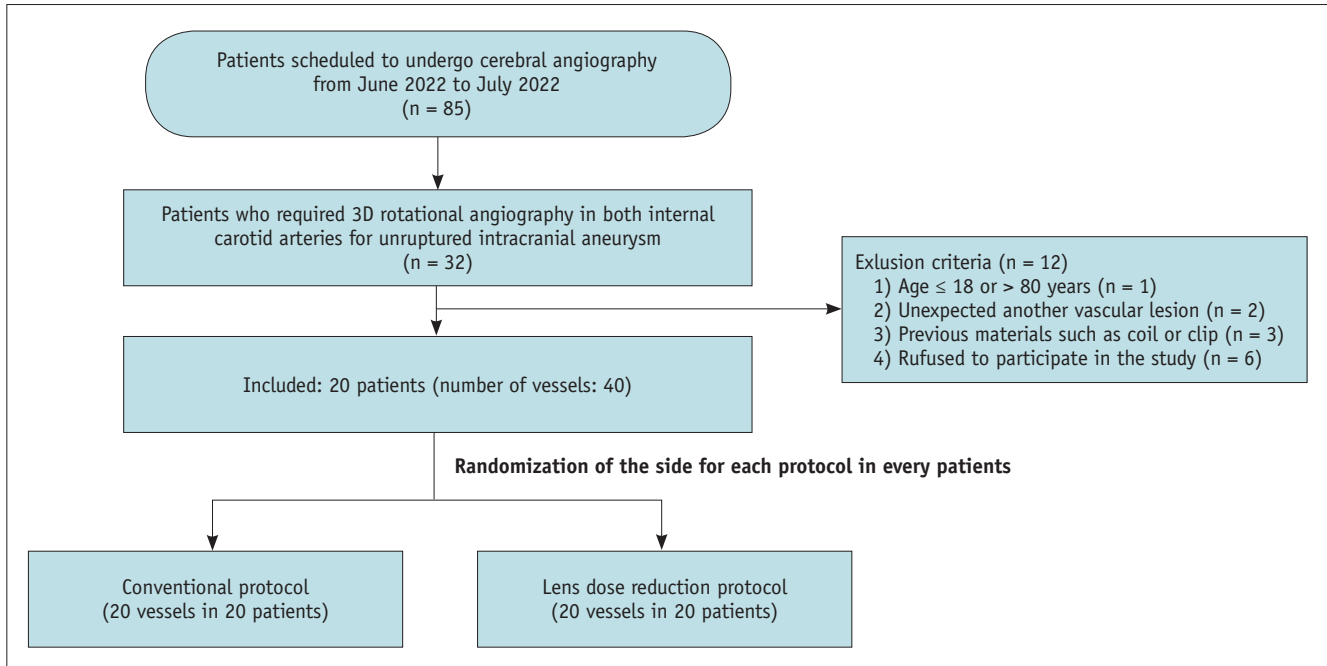 Patients scheduled to undergo cerebral angiography
from June 2022 to July 2022
(n = 85)
Patients who required 3D rotational angiography in both internal
carotid arteries for unruptured intracranial aneurysm
(n = 32)
Exlusion criteria (n = 12)
1) Age ≤ 18 or > 80 years (n = 1)
2) Unexpected another vascular lesion (n = 2)
3) Previous materials such as coil or clip (n = 3)
4) Rufused to participate in the study (n = 6)
Included: 20 patients (number of vessels: 40)
Randomization of the side for each protocol in every patients
Conventional protocol
(20 vessels in 20 patients)
Lens dose reduction protocol
(20 vessels in 20 patients)